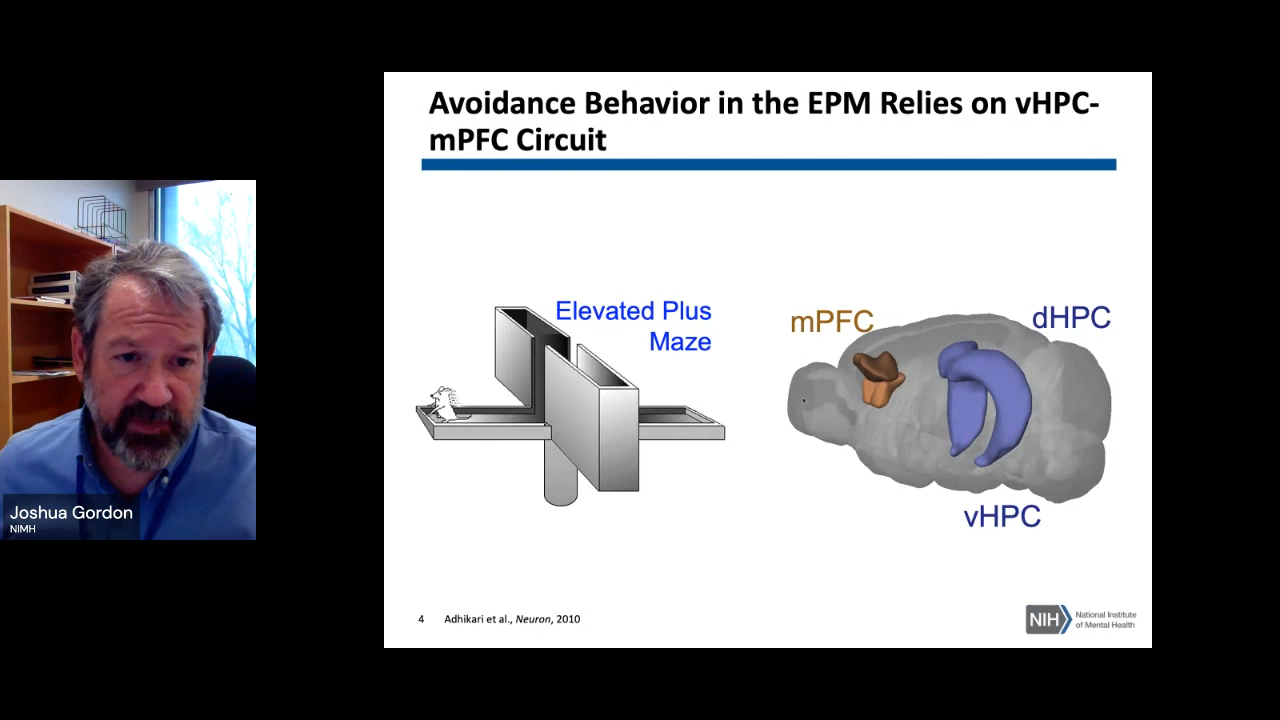 Avoidance Behavior in the EPM Relies on vHPC-
mPFC Circuit
Elevated Plus
Maze
mPFC
dHPC
vHPC
Joshua Gordon
NIMH
4 Adhikari et al., Neuron, 2010
NIH
National Institute
of Mental Health